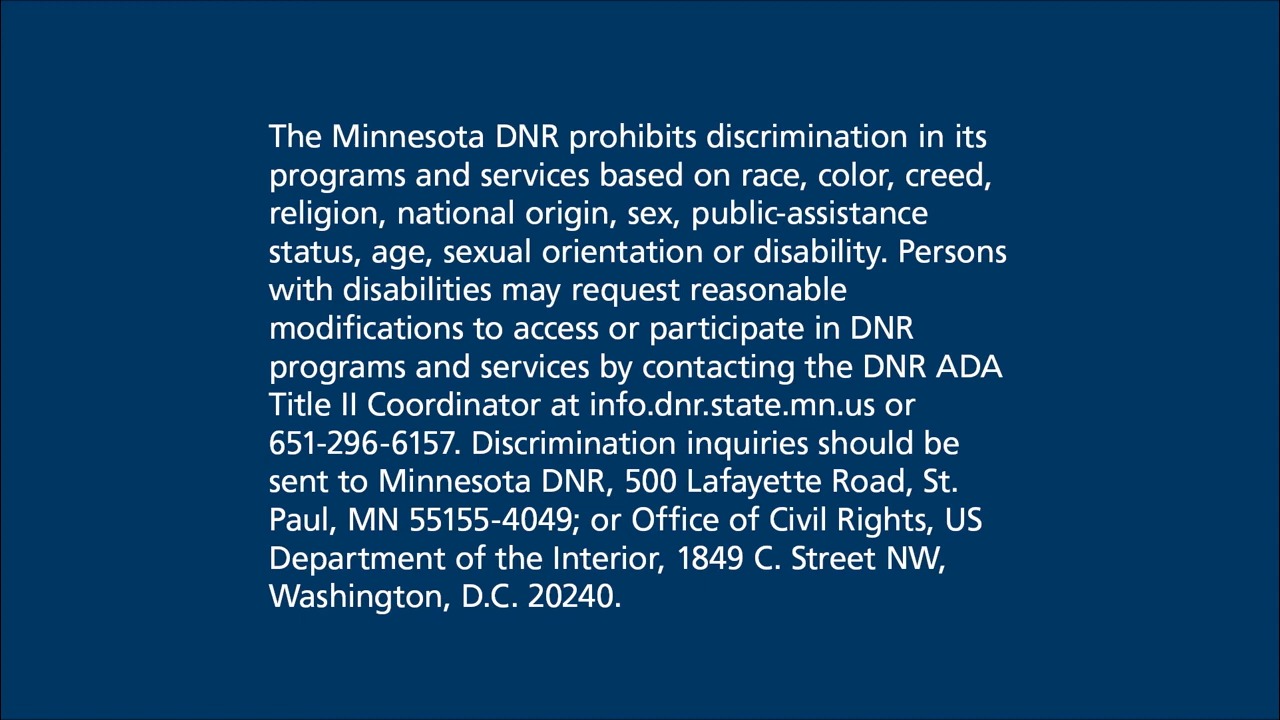 The Minnesota DNR prohibits discrimination in its
programs and services based on race, color, creed,
religion, national origin, sex, public-assistance
status, age, sexual orientation or disability. Persons
with disabilities may request reasonable
modifications to access or participate in DNR
programs and services by contacting the DNR ADA
Title II Coordinator at info.dnr.state.mn.us or
651-296-6157. Discrimination inquiries should be
sent to Minnesota DNR, 500 Lafayette Road, St.
Paul, MN 55155-4049; or Office of Civil Rights, US
Department of the Interior, 1849 C. Street NW,
Washington, D.C. 20240.